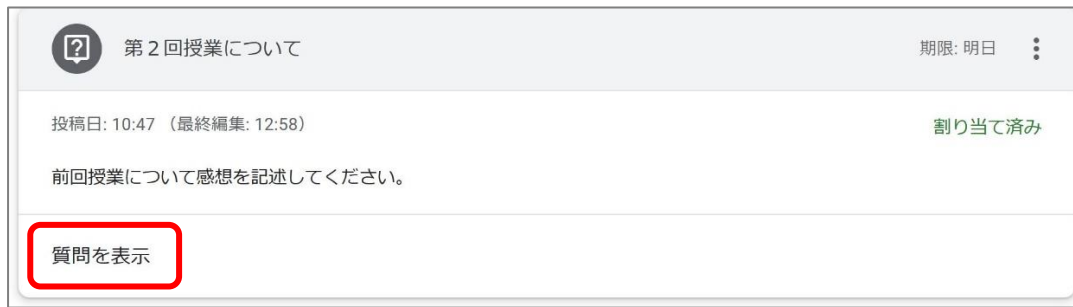 第2回授業について
期限: 明日
投稿日: 10:47 （最終編集: 12:58）
割り当て済み
前回授業について感想を記述してください。
質問を表示